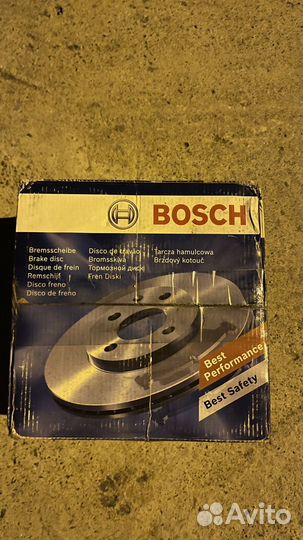 BOSCH
Bremsscheibe
Brake disc
Disque de frein
Remschijf
Disco freno
Disco de freno
Disco de travão
Bromsskiva
Тормозной диск
Fren Diski
Tarcza hamulcowa
Brzdový kotouč
Best
Performance
Best Safety
Avito